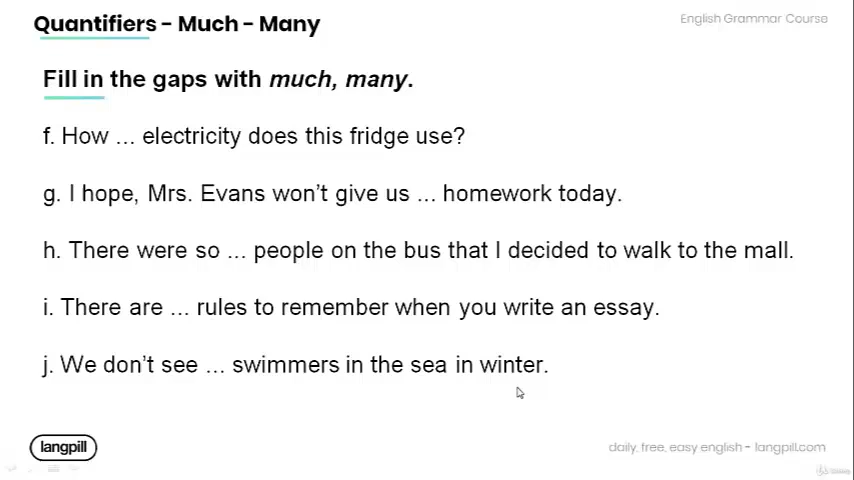 Quantifiers - Much - Many
English Grammar Course
Fill in the gaps with much, many.
f. How ... electricity does this fridge use?
g. I hope, Mrs. Evans won't give us ... homework today.
h. There were so ... people on the bus that I decided to walk to the mall.
i. There are ... rules to remember when you write an essay.
j. We don't see ... swimmers in the sea in winter.
langpill
daily, free, easy english - langpill.com